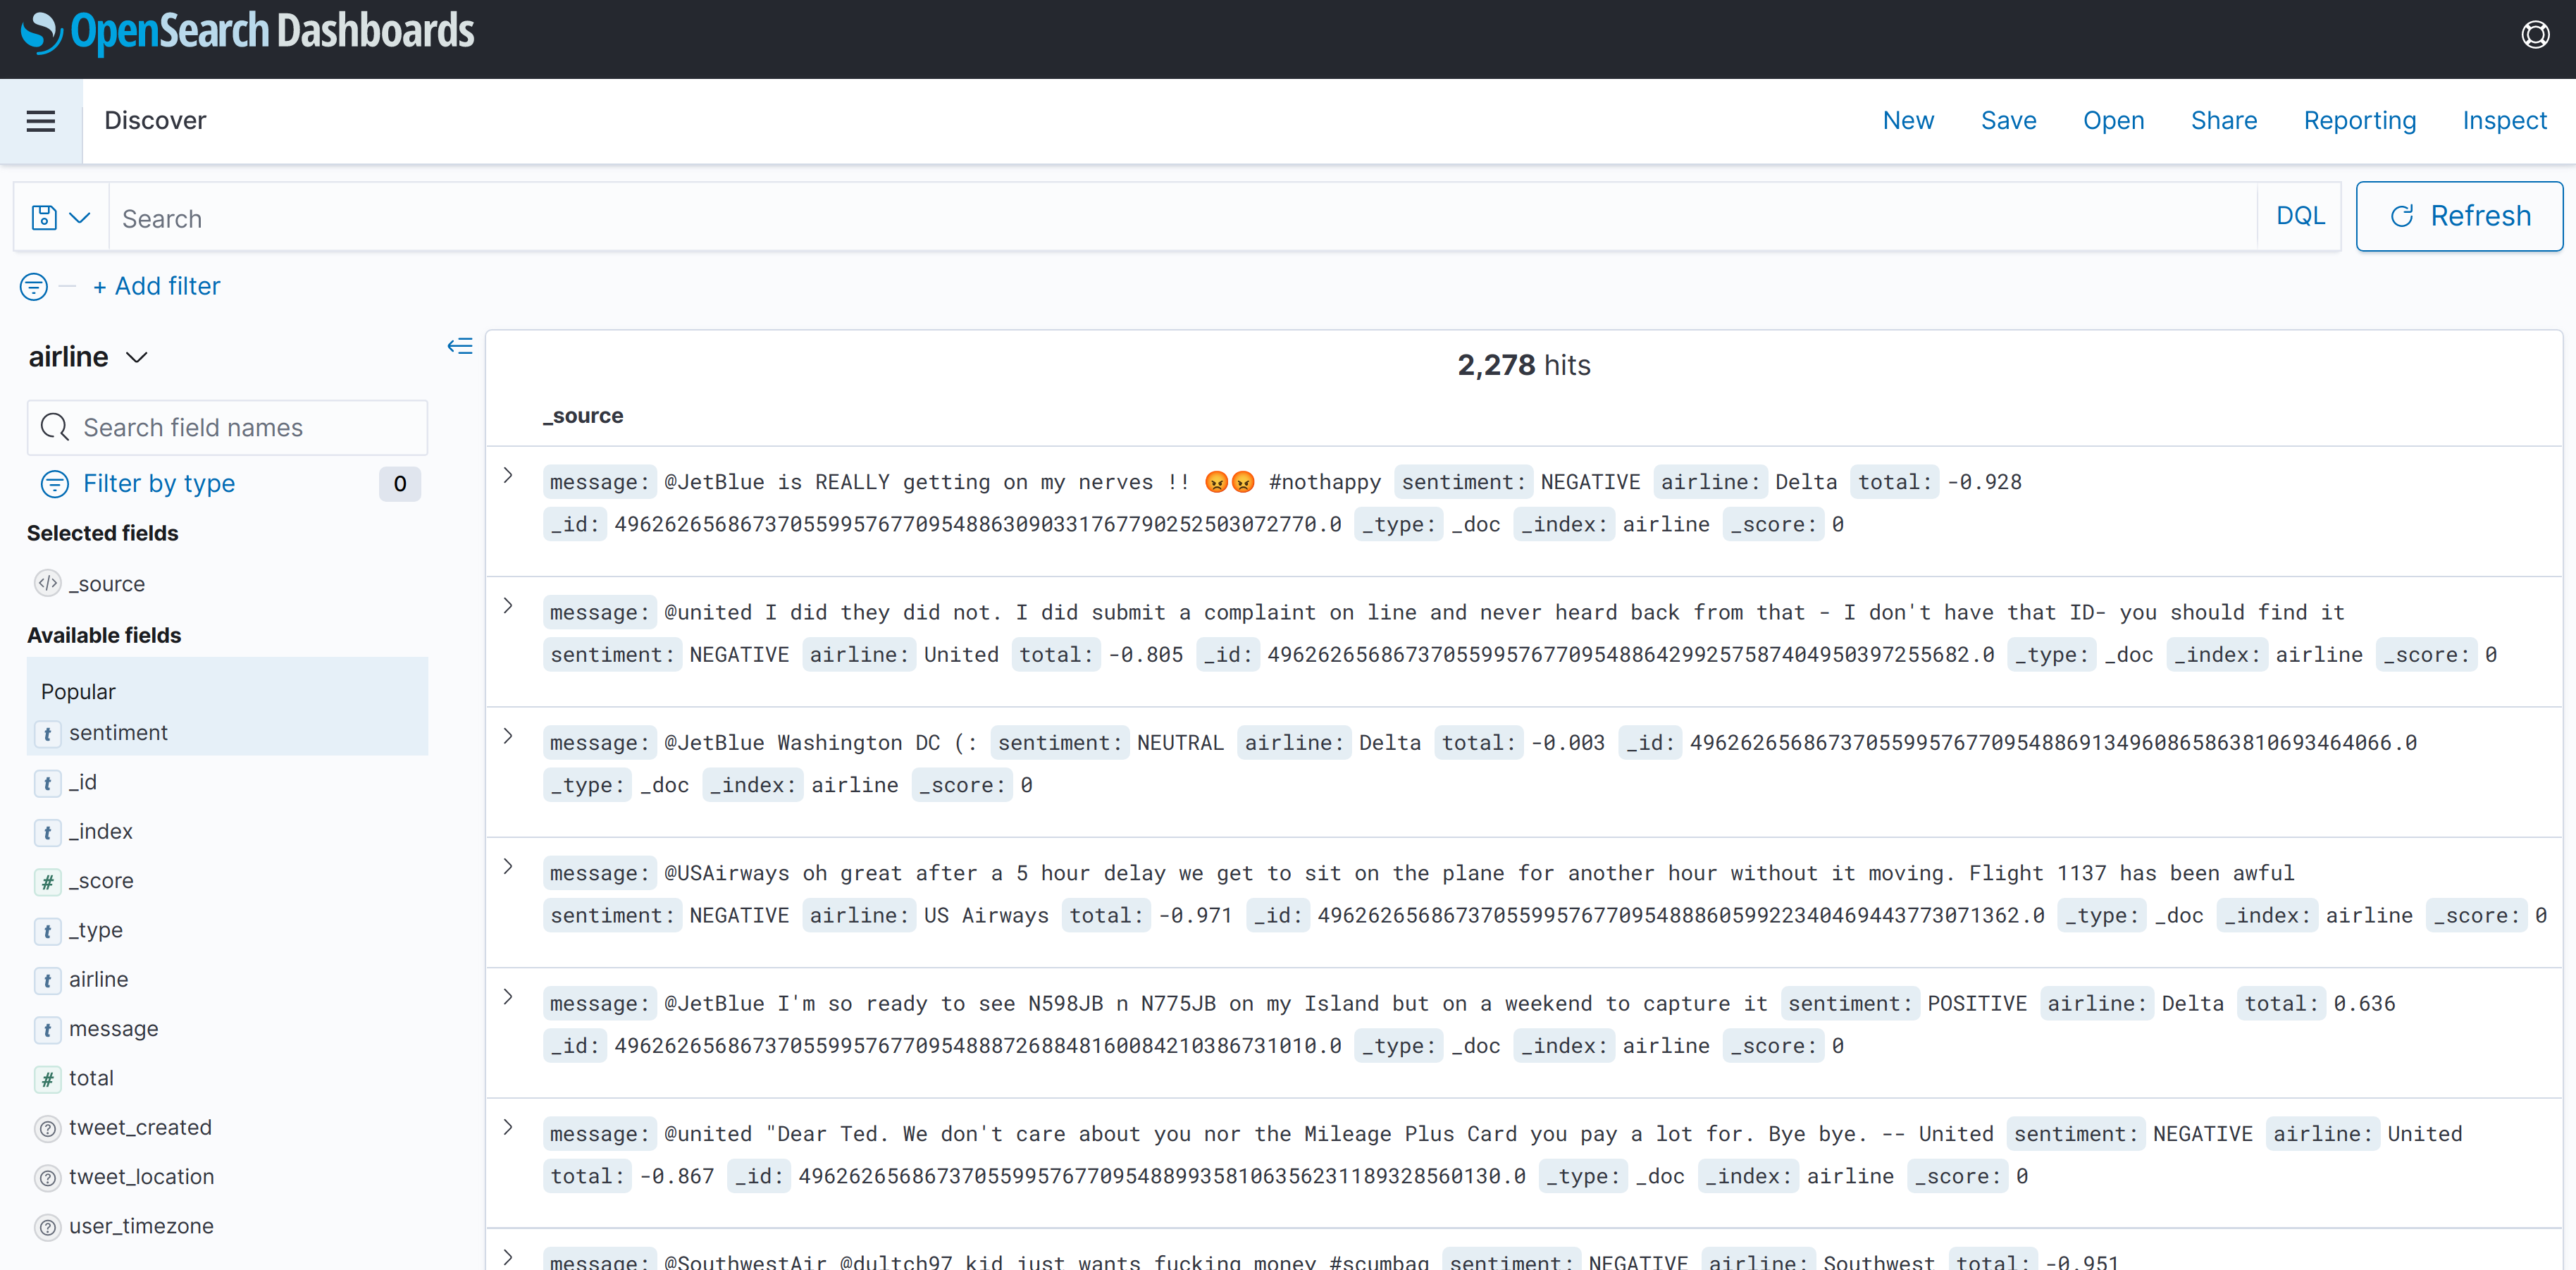 OpenSearch Dashboards
Discover
New Save Open Share Reporting Inspect
Search
DQL
Refresh
+ Add filter
airline
Search field names
Filter by type 0
Selected fields
_source
Available fields
Popular
sentiment
_id
_index
_score
_type
airline
message
total
tweet_created
tweet_location
user_timezone
2,278 hits
_source
message: @JetBlue is REALLY getting on my nerves !! 😡😡 #nothappy sentiment: NEGATIVE airline: Delta total: -0.928
_id: 49626265686737055995767709548863090331767790252503072770.0 _type: _doc _index: airline _score: 0
message: @united I did they did not. I did submit a complaint on line and never heard back from that - I don't have that ID- you should find it
sentiment: NEGATIVE airline: United total: -0.805 _id: 49626265686737055995767709548864299257587404950397255682.0 _type: _doc _index: airline _score: 0
message: @JetBlue Washington DC (: sentiment: NEUTRAL airline: Delta total: -0.003 _id: 49626265686737055995767709548869134960865863810693464066.0
_type: _doc _index: airline _score: 0
message: @USAirways oh great after a 5 hour delay we get to sit on the plane for another hour without it moving. Flight 1137 has been awful
sentiment: NEGATIVE airline: US Airways total: -0.971 _id: 49626265686737055995767709548886059922340469443773071362.0 _type: _doc _index: airline _score: 0
message: @JetBlue I'm so ready to see N598JB n N775JB on my Island but on a weekend to capture it sentiment: POSITIVE airline: Delta total: 0.636
_id: 49626265686737055995767709548887268848160084210386731010.0 _type: _doc _index: airline _score: 0
message: @united "Dear Ted. We don't care about you nor the Mileage Plus Card you pay a lot for. Bye bye. -- United sentiment: NEGATIVE airline: United
total: -0.867 _id: 49626265686737055995767709548899358106356231189328560130.0 _type: _doc _index: airline _score: 0
message: @SouthwestAir @dultch97 kid just wants fucking money #scumbag sentiment: NEGATIVE airline: Southwest total: -0.951